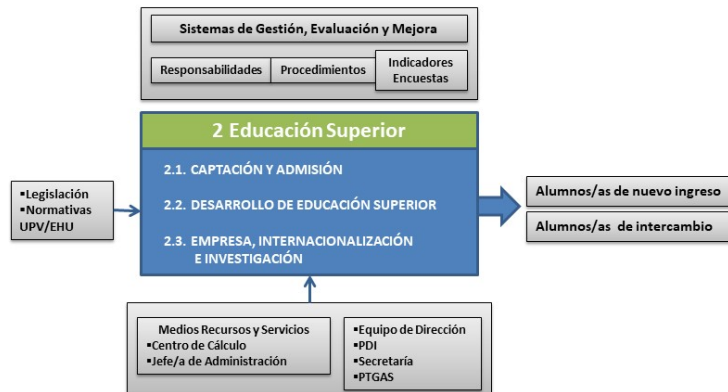 Sistemas de Gestión, Evaluación y Mejora
Responsabilidades
Procedimientos
Indicadores
Encuestas
2 Educación Superior
2.1. CAPTACIÓN Y ADMISIÓN
2.2. DESARROLLO DE EDUCACIÓN SUPERIOR
2.3. EMPRESA, INTERNACIONALIZACIÓN
E INVESTIGACIÓN
▪Legislación
▪Normativas
UPV/EHU
Alumnos/as de nuevo ingreso
Alumnos/as de intercambio
Medios Recursos y Servicios
▪Centro de Cálculo
▪Jefe/a de Administración
▪Equipo de Dirección
▪PDI
▪Secretaría
▪PTGAS